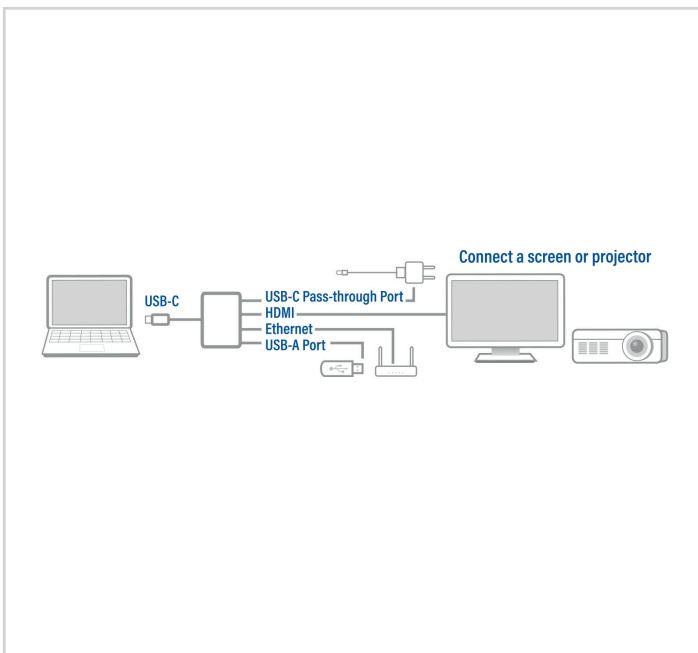 Connect a screen or projector
USB-C
USB-C Pass-through Port
HDMI
Ethernet
USB-A Port